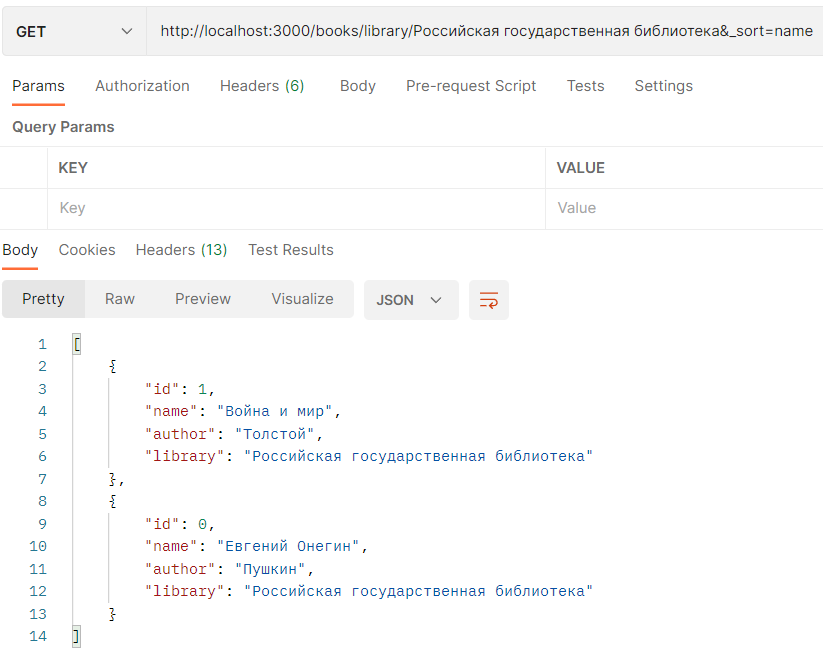 GET http://localhost:3000/books/library/Российская государственная библиотека&_sort=name
Params Authorization Headers (6) Body Pre-request Script Tests Settings
Query Params
KEY VALUE
Key Value
Body Cookies Headers (13) Test Results
Pretty Raw Preview Visualize JSON
1 [
2 {
3 "id": 1,
4 "name": "Война и мир",
5 "author": "Толстой",
6 "library": "Российская государственная библиотека"
7 },
8 {
9 "id": 0,
10 "name": "Евгений Онегин",
11 "author": "Пушкин",
12 "library": "Российская государственная библиотека"
13 }
14 ]